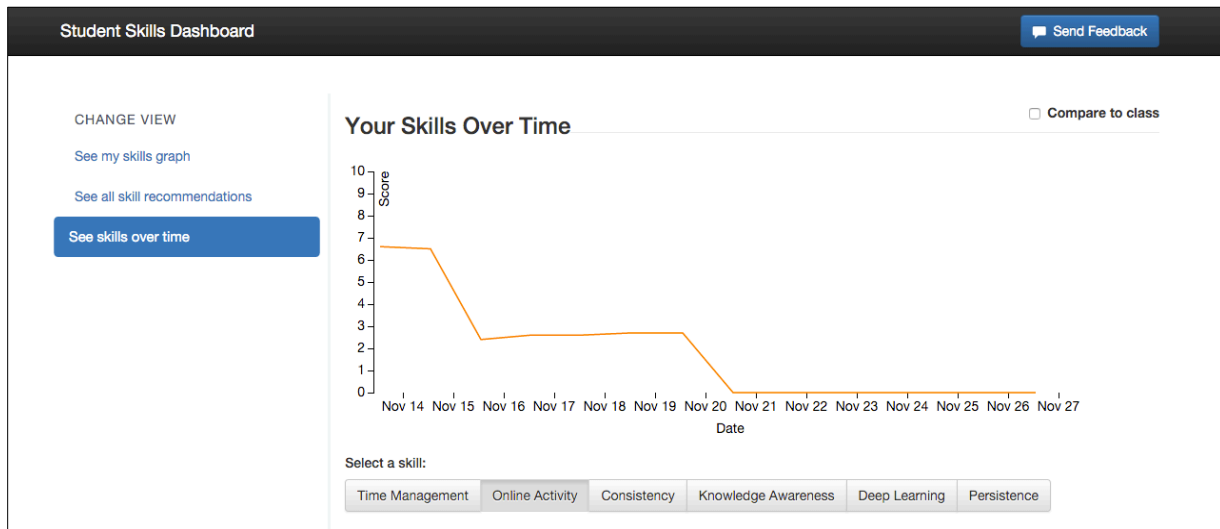 Student Skills Dashboard
Send Feedback
CHANGE VIEW
See my skills graph
See all skill recommendations
See skills over time
Your Skills Over Time
Compare to class
10
9
8
7
6
5
4
3
2
1
0
Score
Nov 14 Nov 15 Nov 16 Nov 17 Nov 18 Nov 19 Nov 20 Nov 21 Nov 22 Nov 23 Nov 24 Nov 25 Nov 26 Nov 27
Date
Select a skill:
Time Management Online Activity Consistency Knowledge Awareness Deep Learning Persistence